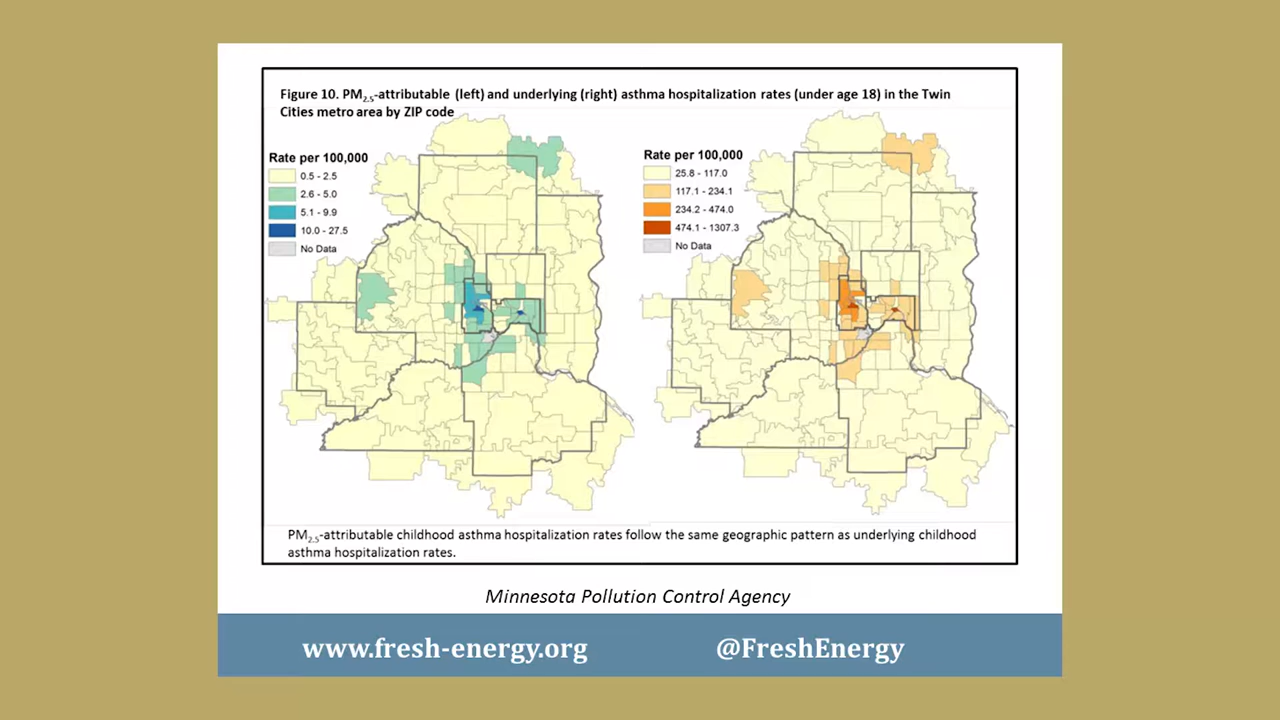 Figure 10. PM2.5-attributable (left) and underlying (right) asthma hospitalization rates (under age 18) in the Twin
Cities metro area by ZIP code
Rate per 100,000
0.5 - 2.5
2.6 - 5.0
5.1 - 9.9
10.0 - 27.5
No Data
Rate per 100,000
25.8 - 117.0
117.1 - 234.1
234.2 - 474.0
474.1 - 1307.3
No Data
PM2.5-attributable childhood asthma hospitalization rates follow the same geographic pattern as underlying childhood
asthma hospitalization rates.
Minnesota Pollution Control Agency
www.fresh-energy.org
@FreshEnergy